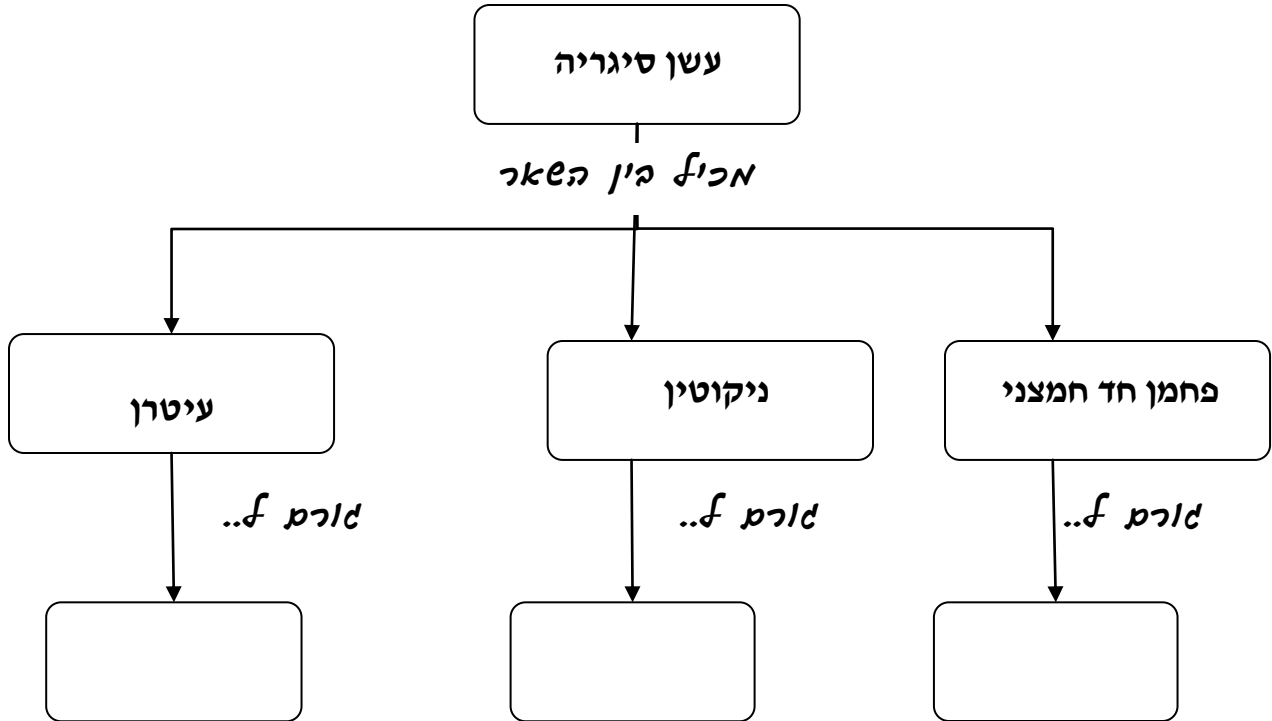 עשן סיגריה
מכיל בין השאר
פחמן חד חמצני
ניקוטין
עיטרן
גורם ל..
גורם ל..
גורם ל..